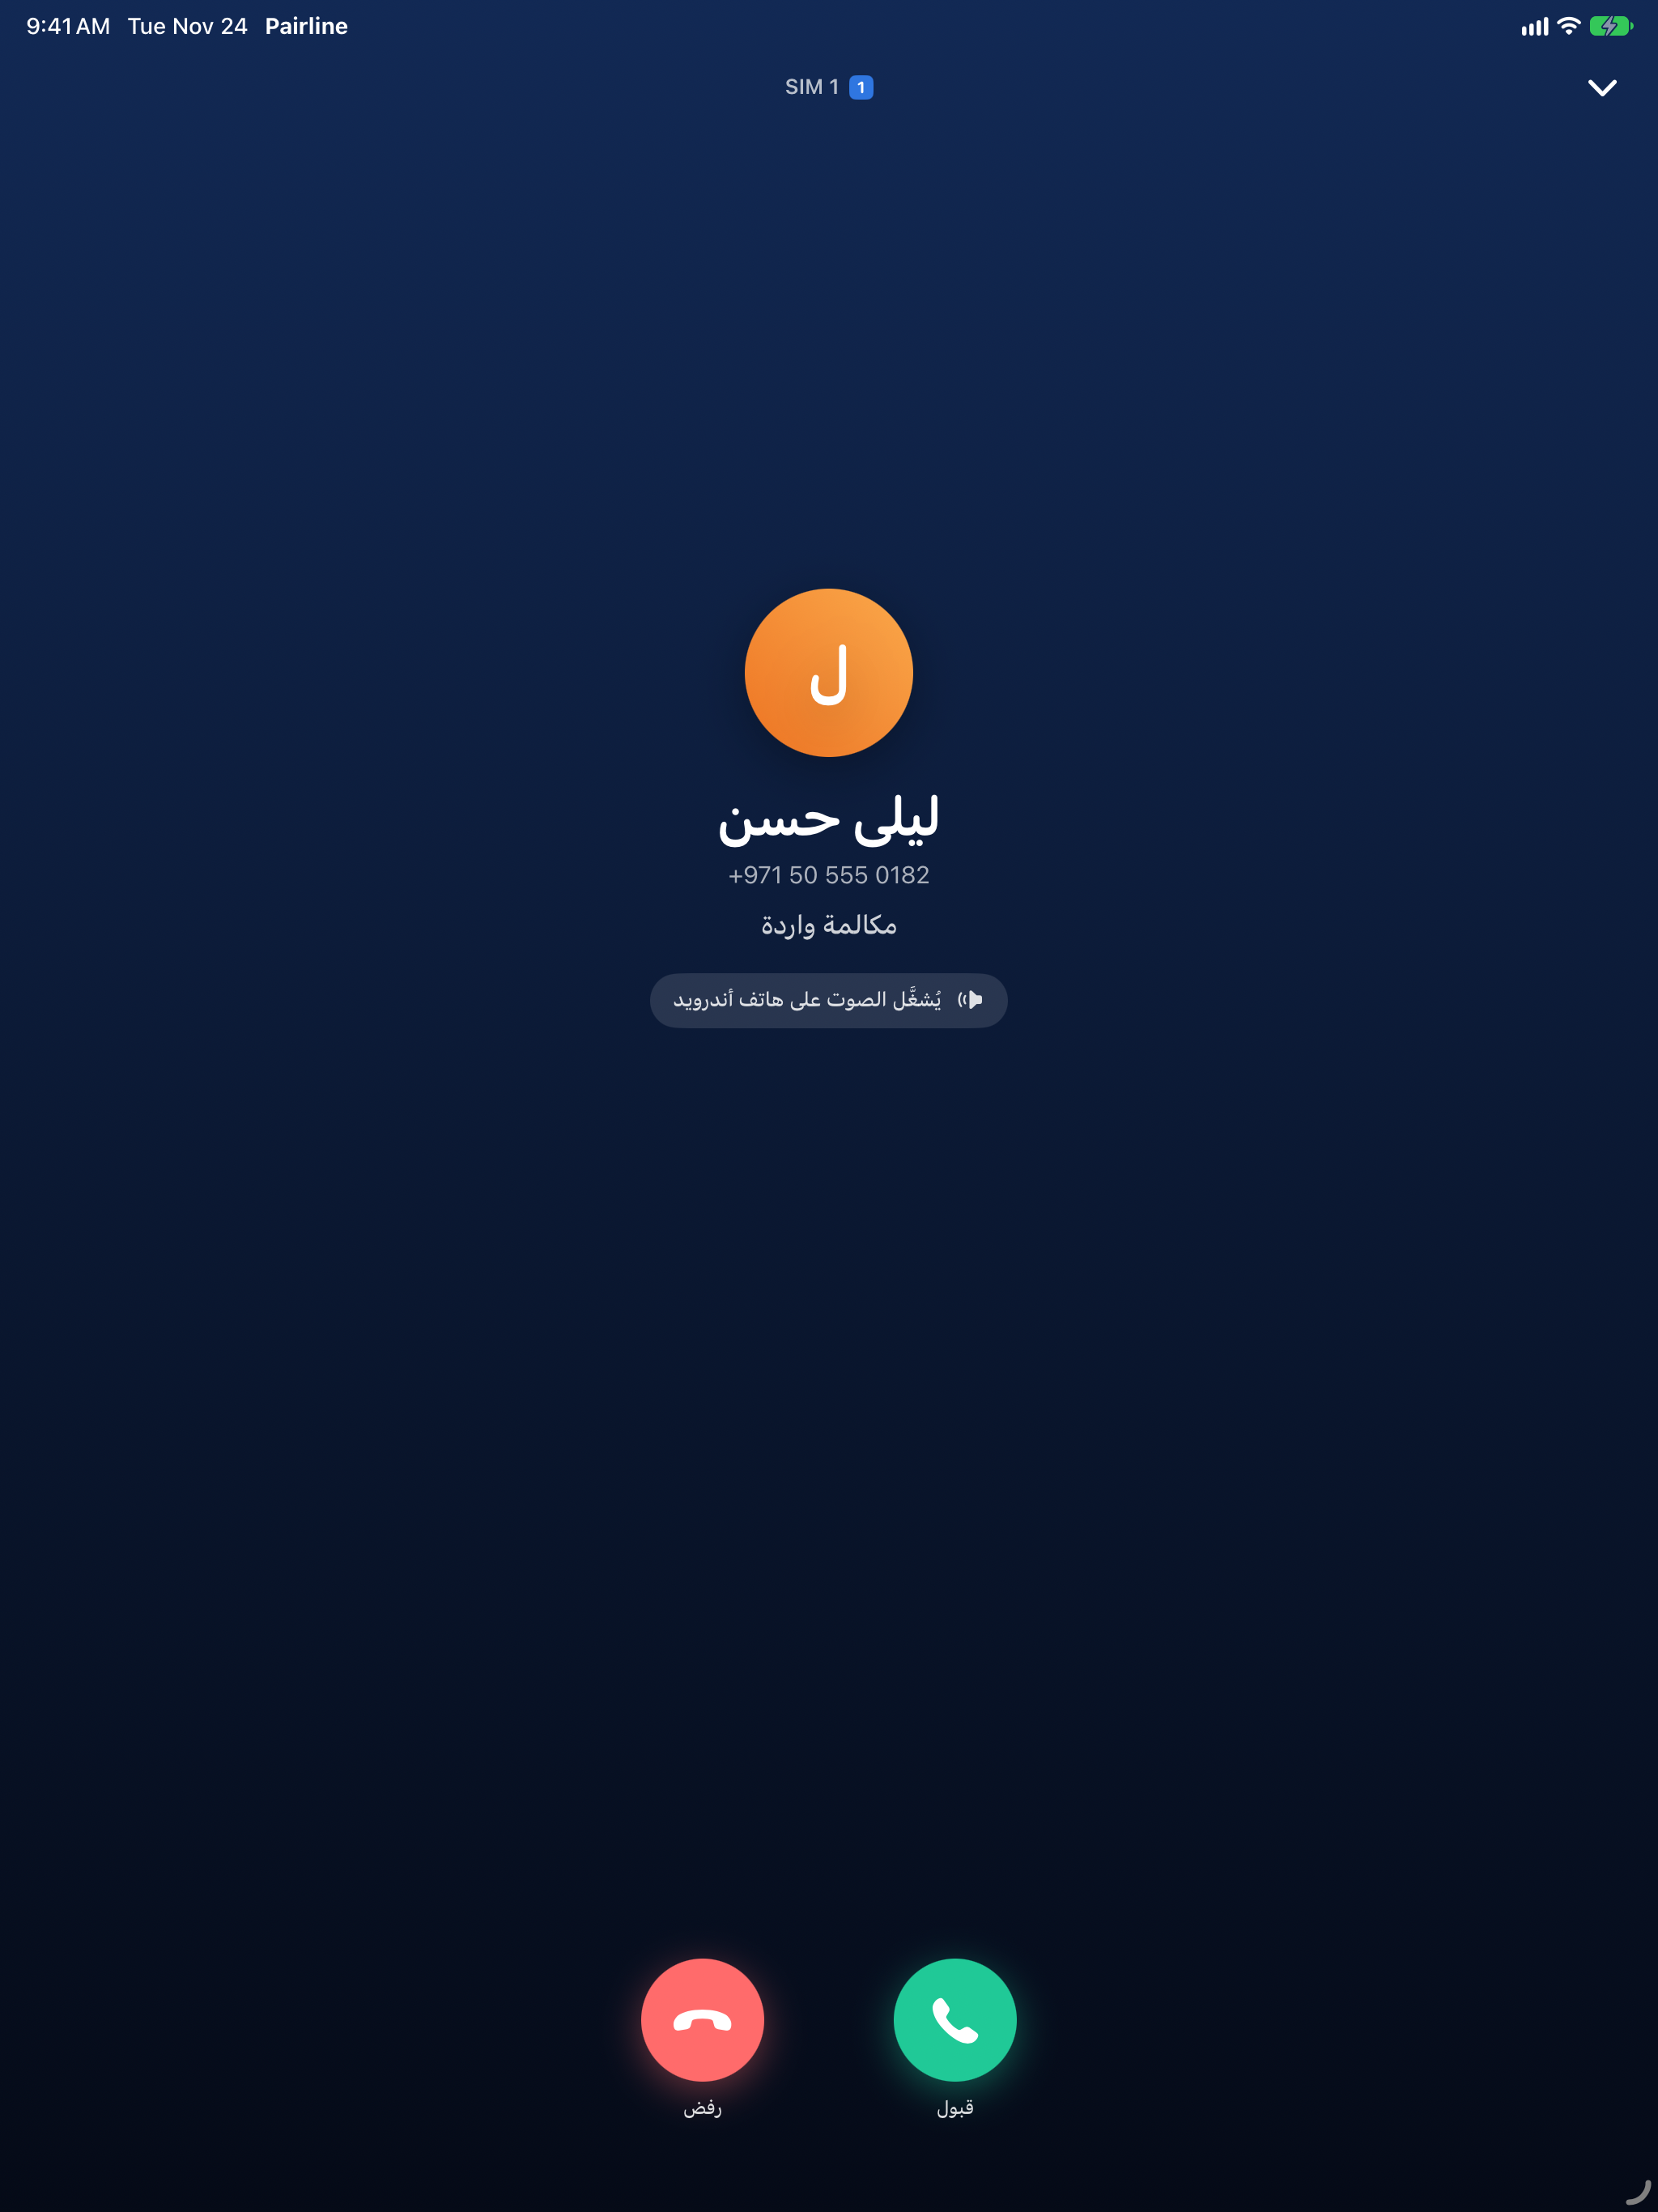 9:41 AM Tue Nov 24 Pairline
SIM 1 1
ل
ليلى حسن
+971 50 555 0182
مكالمة واردة
يُشغَّل الصوت على هاتف أندرويد
قبول
رفض